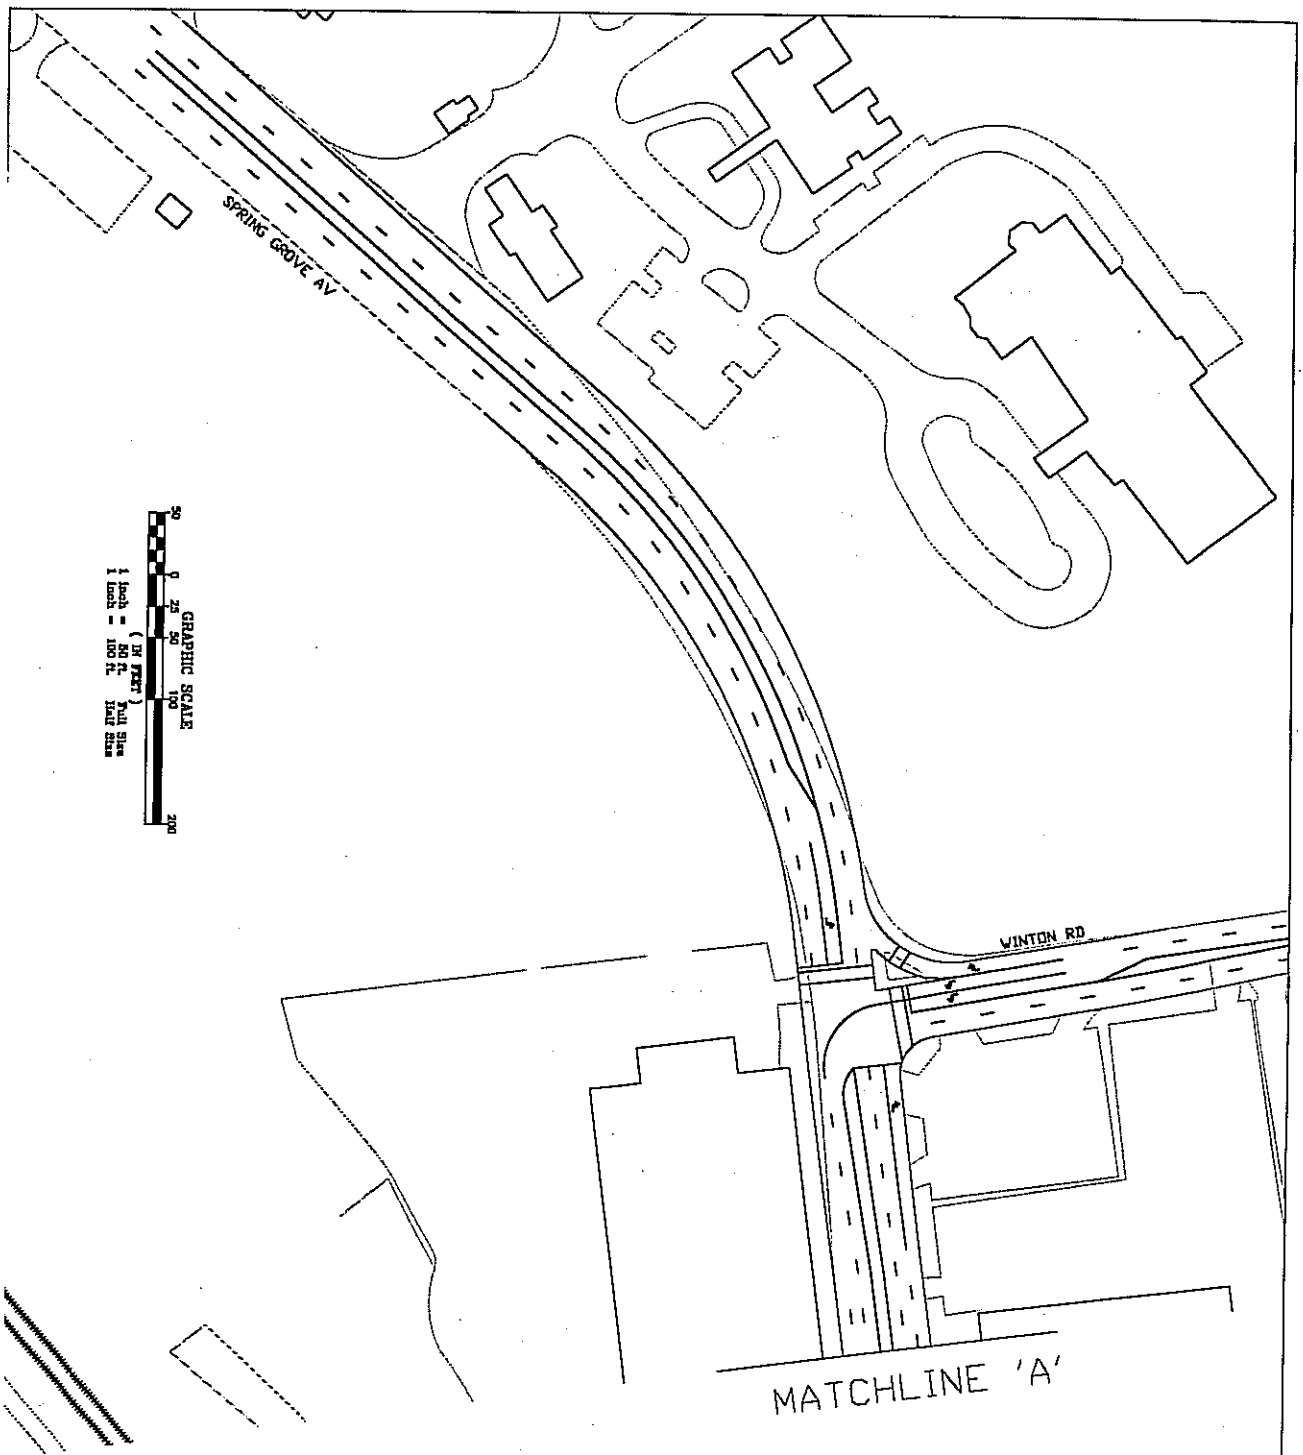 SPRING GROVE AV
WINTON RD
GRAPHIC SCALE
50 0 25 50 100 200
( IN FEET )
1 inch = 50 ft. Full Size
1 inch = 100 ft. Half Size
MATCHLINE 'A'